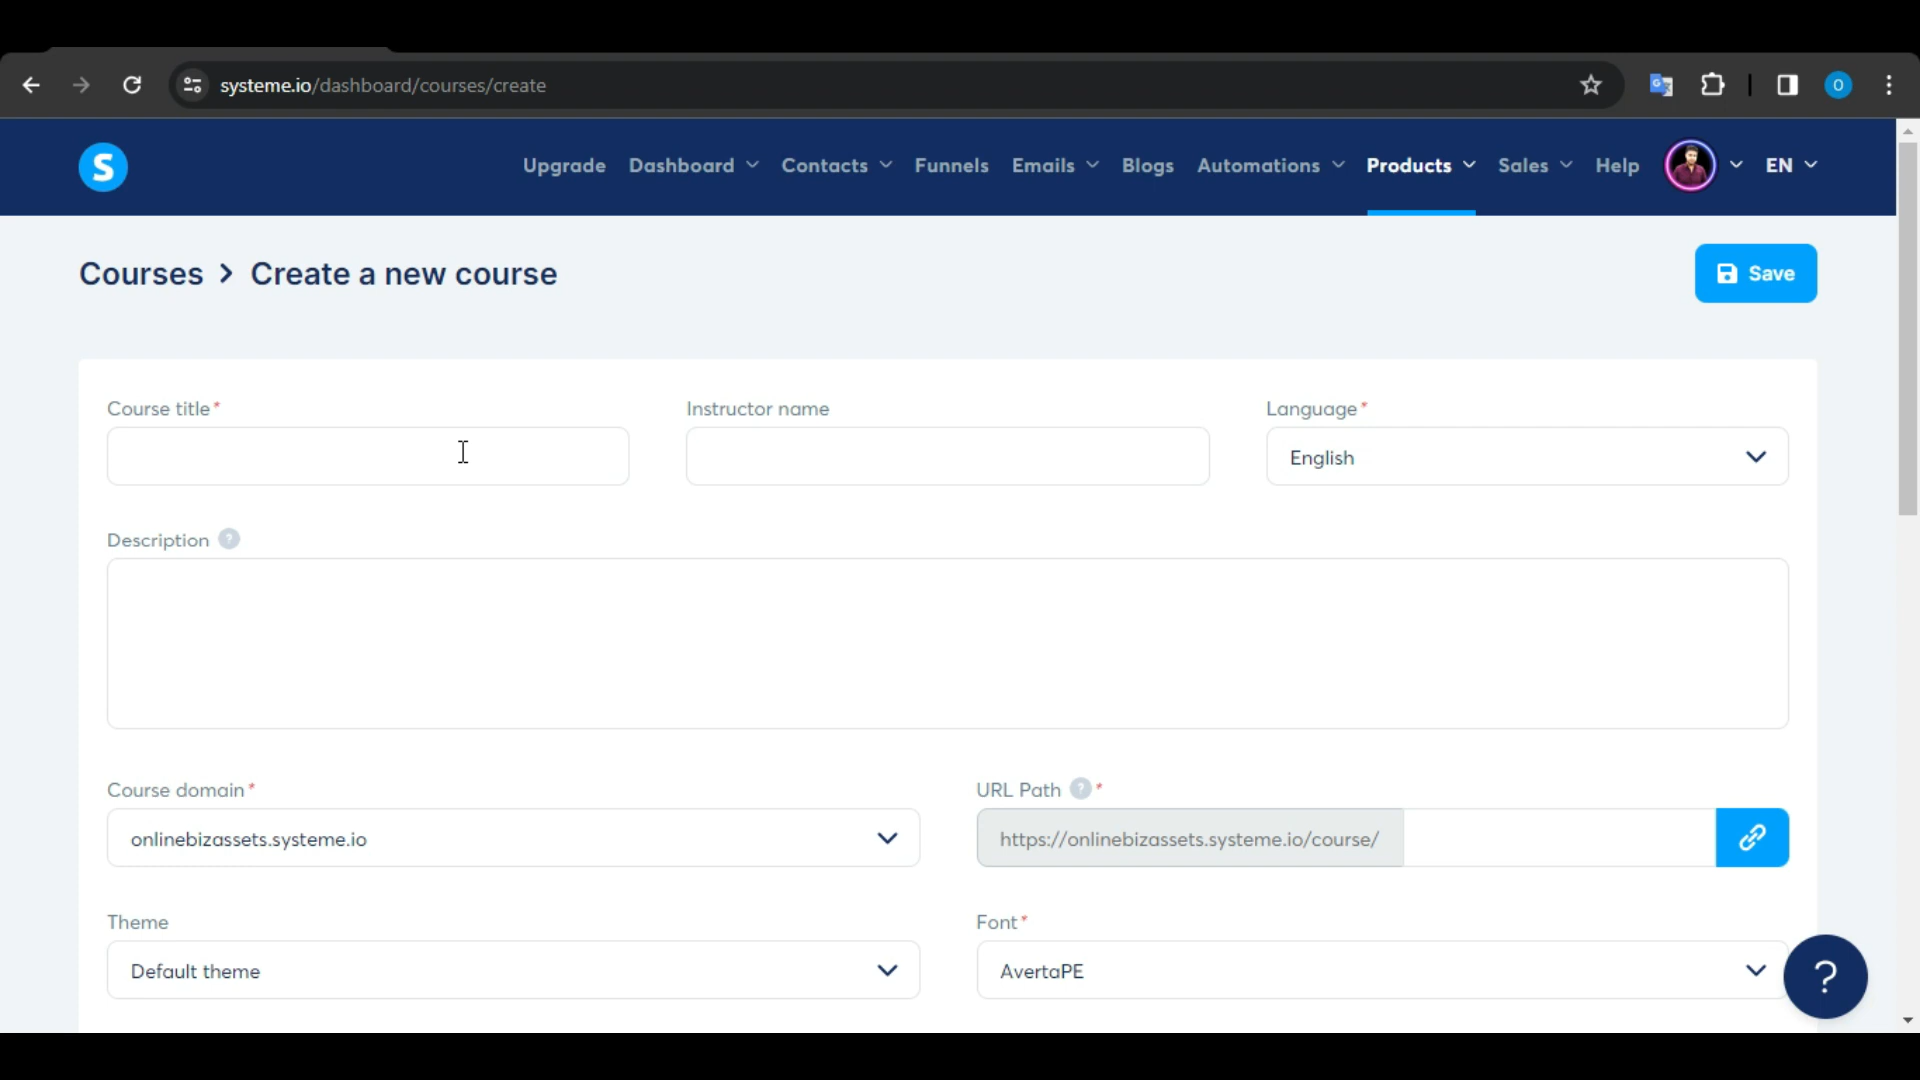 systeme.io/dashboard/courses/create
O
S
Upgrade Dashboard Contacts Funnels Emails Blogs Automations Products Sales Help EN
Courses > Create a new course
Save
Course title* Instructor name Language*
English
Description ?
Course domain* URL Path ? *
onlinebizassets.systeme.io https://onlinebizassets.systeme.io/course/
Theme Font*
Default theme AvertaPE
?